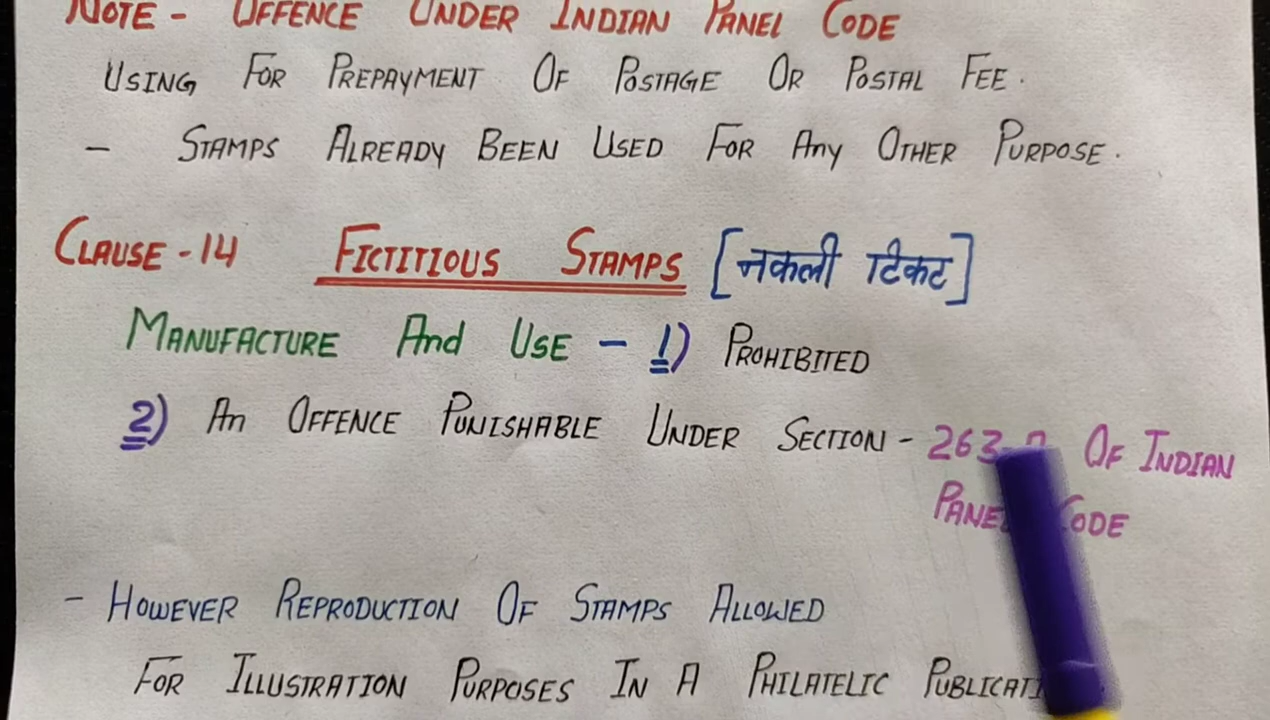 NOTE - OFFENCE UNDER INDIAN PANEL CODE
USING FOR PREPAYMENT OF POSTAGE OR POSTAL FEE.
- STAMPS ALREADY BEEN USED FOR ANY OTHER PURPOSE.
CLAUSE-14 FICTITIOUS STAMPS [नकली टिकट]
MANUFACTURE AND USE - 1) PROHIBITED
2) AN OFFENCE PUNISHABLE UNDER SECTION - OF INDIAN
CODE
- HOWEVER REPRODUCTION OF STAMPS ALLOWED
FOR ILLUSTRATION PURPOSES IN A PHILATELIC